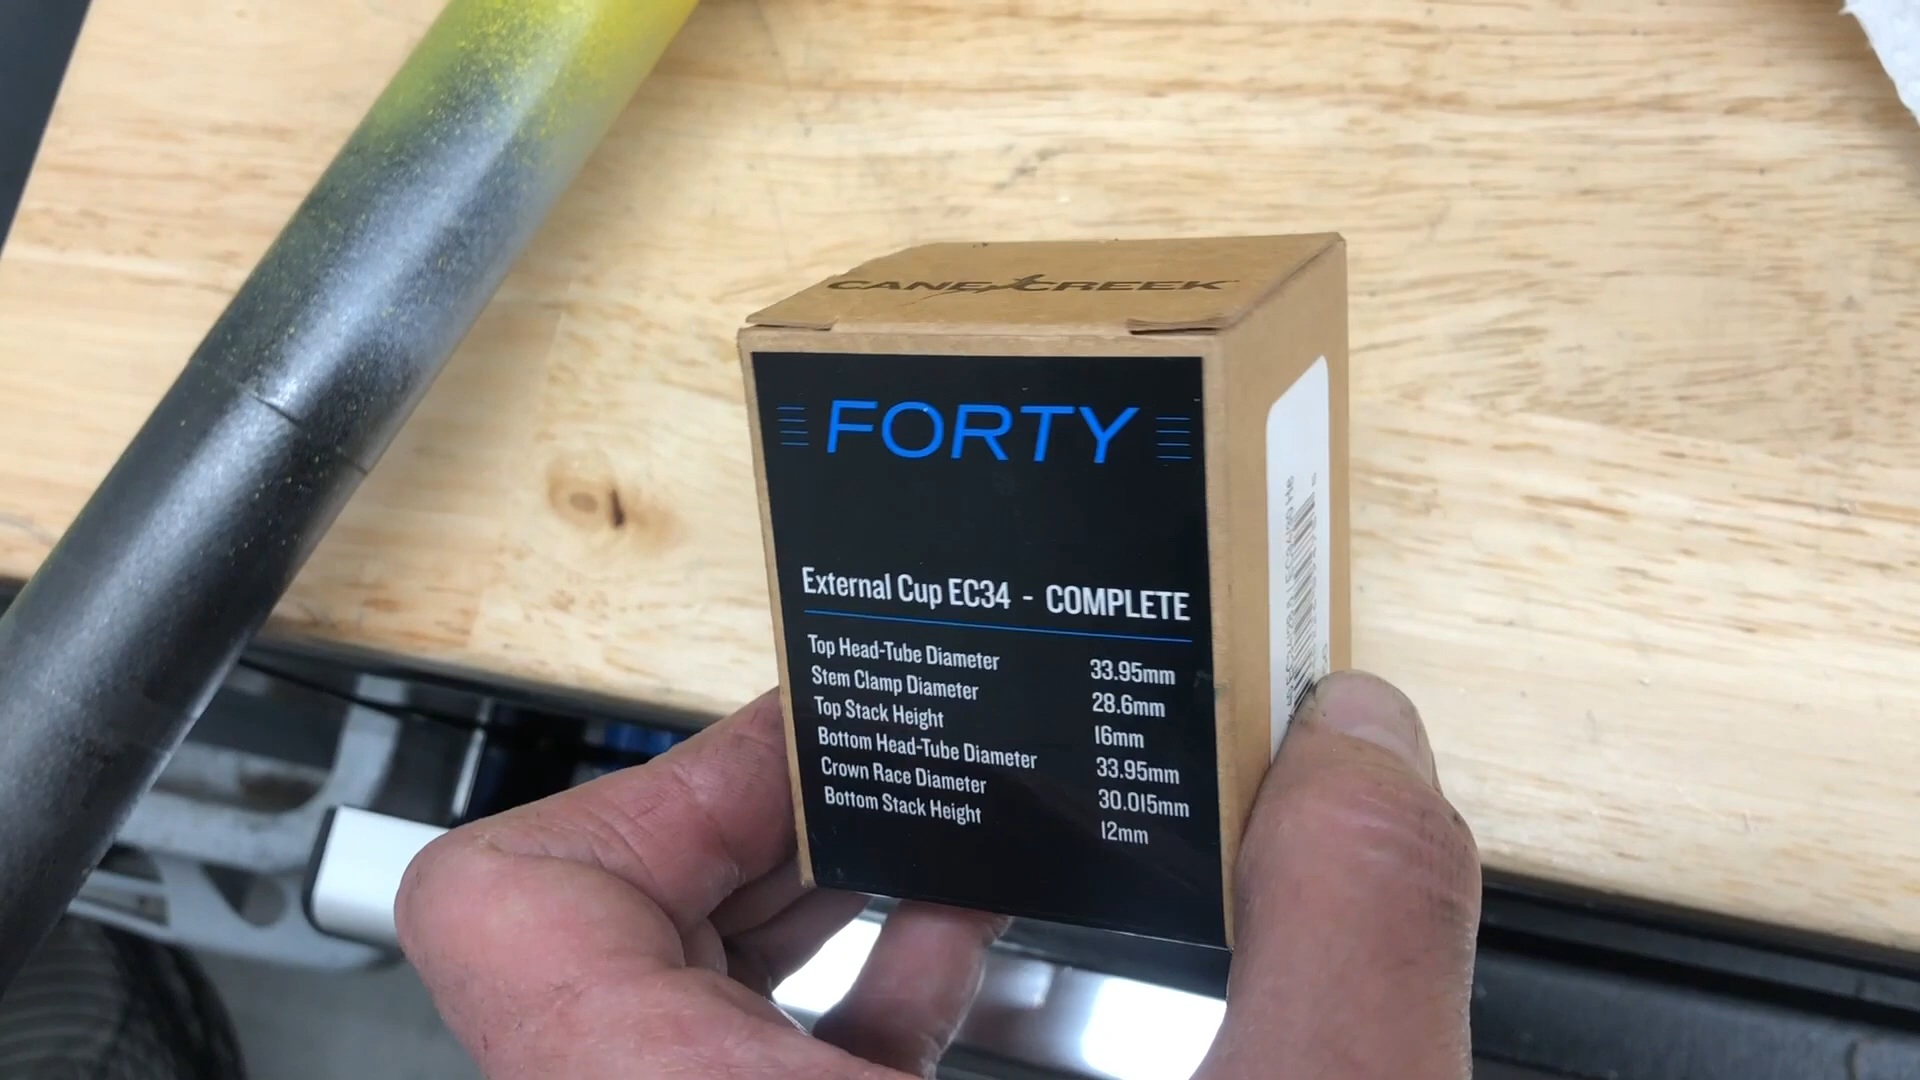 CANE CREEK
FORTY
External Cup EC34 - COMPLETE
Top Head-Tube Diameter 33.95mm
Stem Clamp Diameter 28.6mm
Top Stack Height 16mm
Bottom Head-Tube Diameter 33.95mm
Crown Race Diameter 30.015mm
Bottom Stack Height 12mm